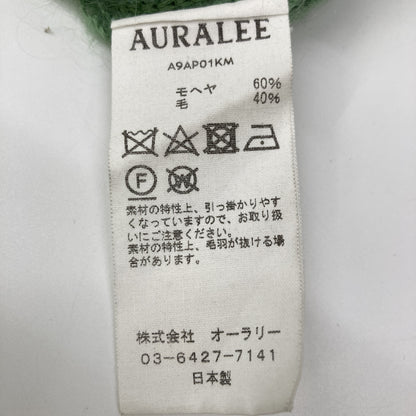 AURALEE
A9AP01KM
モヘヤ 60%
毛 40%
F W
素材の特性上、引っ掛かりやす
くなっていますので、お取り扱
いにご注意ください。
素材の特性上、毛羽が抜ける場
合があります。
株式会社 オーラリー
03-6427-7141
日本製